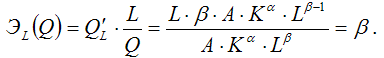 Э_L(Q) = Q'_L · L/Q = (L · β · A · K^α · L^(β−1))/(A · K^α · L^β) = β.